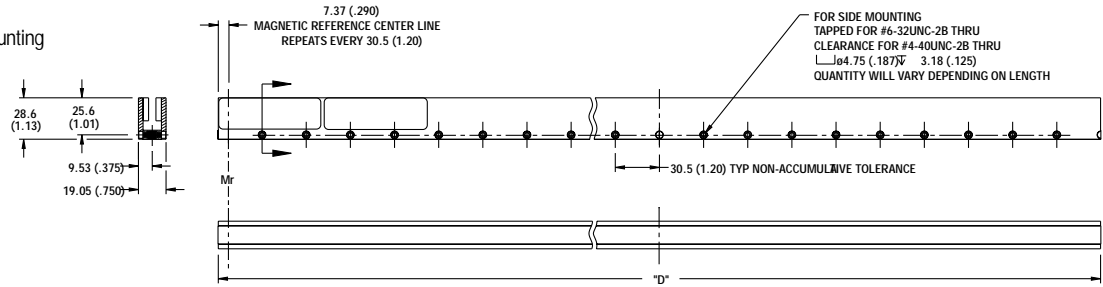 unting
7.37 (.290)
MAGNETIC REFERENCE CENTER LINE
REPEATS EVERY 30.5 (1.20)
FOR SIDE MOUNTING
TAPPED FOR #6-32UNC-2B THRU
CLEARANCE FOR #4-40UNC-2B THRU
⌴ø4.75 (.187)↧ 3.18 (.125)
QUANTITY WILL VARY DEPENDING ON LENGTH
28.6
(1.13)
25.6
(1.01)
9.53 (.375)
19.05 (.750)
Mr
30.5 (1.20) TYP NON-ACCUMULATIVE TOLERANCE
"D"